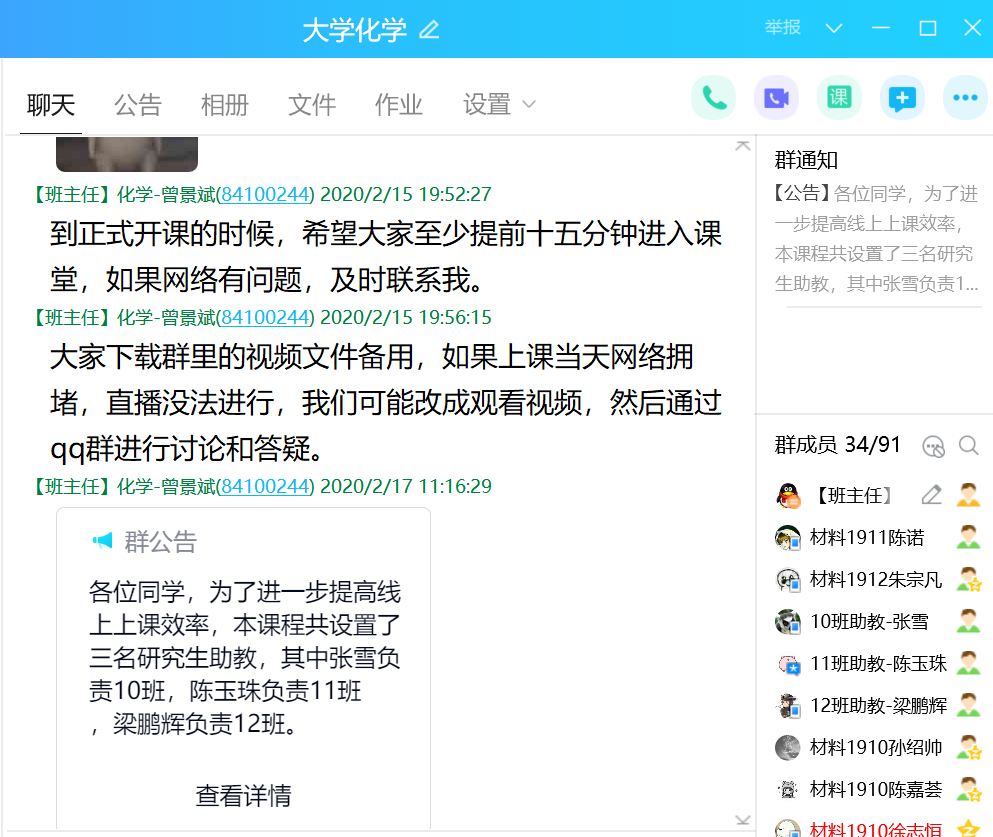 大学化学
举报
聊天 公告 相册 文件 作业 设置
课
【班主任】化学-曾景斌(84100244) 2020/2/15 19:52:27
到正式开课的时候，希望大家至少提前十五分钟进入课
堂，如果网络有问题，及时联系我。
【班主任】化学-曾景斌(84100244) 2020/2/15 19:56:15
大家下载群里的视频文件备用，如果上课当天网络拥
堵，直播没法进行，我们可能改成观看视频，然后通过
qq群进行讨论和答疑。
【班主任】化学-曾景斌(84100244) 2020/2/17 11:16:29
群公告
各位同学，为了进一步提高线
上上课效率，本课程共设置了
三名研究生助教，其中张雪负
责10班，陈玉珠负责11班
，梁鹏辉负责12班。
查看详情
群通知
【公告】各位同学，为了进
一步提高线上上课效率，
本课程共设置了三名研究
生助教，其中张雪负责1...
群成员 34/91
【班主任】
材料1911陈诺
材料1912朱宗凡
10班助教-张雪
11班助教-陈玉珠
12班助教-梁鹏辉
材料1910孙绍帅
材料1910陈嘉荟
材料1910徐志恒